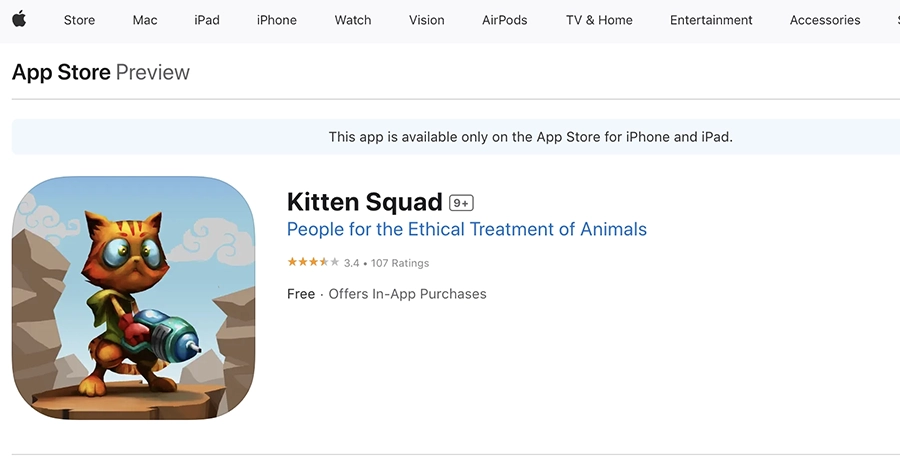 Store Mac iPad iPhone Watch Vision AirPods TV & Home Entertainment Accessories
App Store Preview
This app is available only on the App Store for iPhone and iPad.
Kitten Squad 9+
People for the Ethical Treatment of Animals
3.4 • 107 Ratings
Free · Offers In-App Purchases